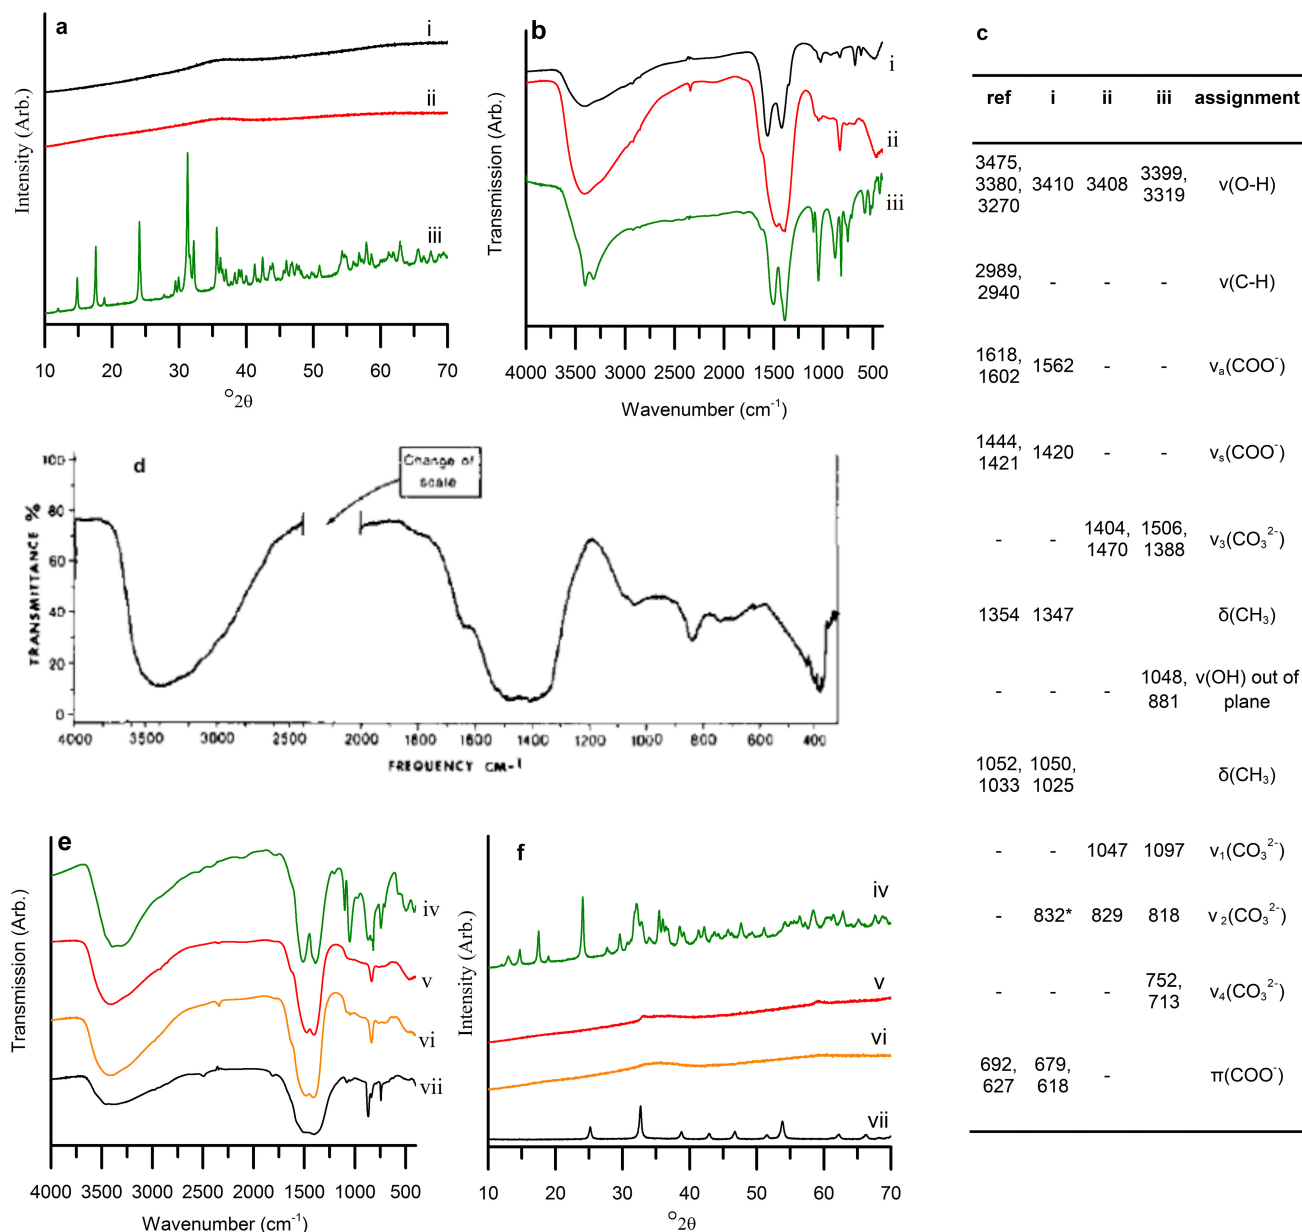 a
i
ii
iii
Intensity (Arb.)
10 20 30 40 50 60 70
°2θ
b
i
ii
iii
Transmission (Arb.)
4000 3500 3000 2500 2000 1500 1000 500
Wavenumber (cm⁻¹)
c
ref i ii iii assignment
3475, 3399,
3380, 3410 3408 3319 ν(O-H)
3270
2989, - - - ν(C-H)
2940
1618, 1562 - - νₐ(COO⁻)
1602
1444, 1420 - - νₛ(COO⁻)
1421
- - 1404, 1506, ν₃(CO₃²⁻)
1470 1388
1354 1347 δ(CH₃)
- - - 1048, ν(OH) out of
881 plane
1052, 1050, δ(CH₃)
1033 1025
- - 1047 1097 ν₁(CO₃²⁻)
- 832* 829 818 ν₂(CO₃²⁻)
- - - 752, ν₄(CO₃²⁻)
713
692, 679, - π(COO⁻)
627 618
d
Change of
scale
TRANSMITTANCE %
100
80
60
40
20
0
4000 3000 2000 1600 1400 1200 1000 800 600 400
FREQUENCY CM-1
e
iv
v
vi
vii
Transmission (Arb.)
4000 3500 3000 2500 2000 1500 1000 500
Wavenumber (cm⁻¹)
f
iv
v
vi
vii
Intensity (Arb.)
10 20 30 40 50 60 70
°2θ